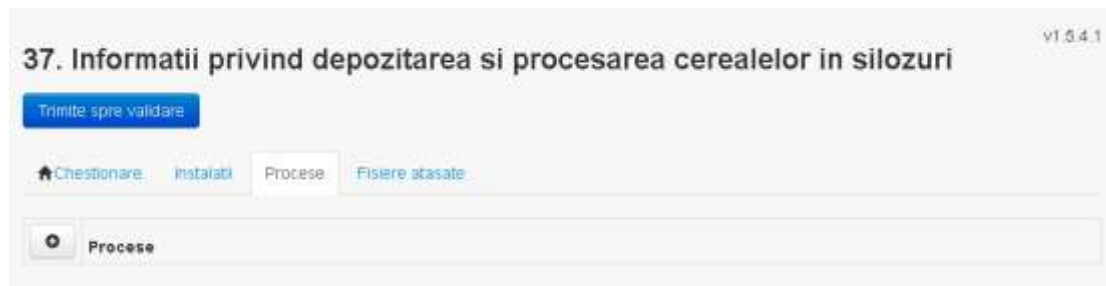 v1.5.4.1
37. Informatii privind depozitarea si procesarea cerealelor in silozuri
Trimite spre validare
Chestionare Instalatii Procese Fisiere atasate
Procese